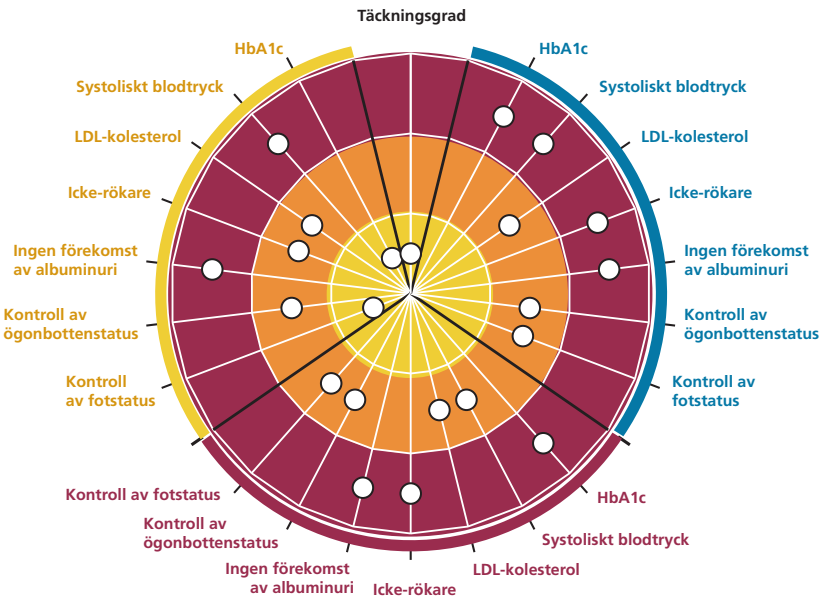 Täckningsgrad
HbA1c
Systoliskt blodtryck
LDL-kolesterol
Icke-rökare
Ingen förekomst
av albuminuri
Kontroll av
ögonbottenstatus
Kontroll
av fotstatus
HbA1c
Systoliskt blodtryck
LDL-kolesterol
Icke-rökare
Ingen förekomst
av albuminuri
Kontroll av
ögonbottenstatus
Kontroll av
fotstatus
HbA1c
Systoliskt blodtryck
LDL-kolesterol
Icke-rökare
Ingen förekomst
av albuminuri
Kontroll av
ögonbottenstatus
Kontroll av fotstatus